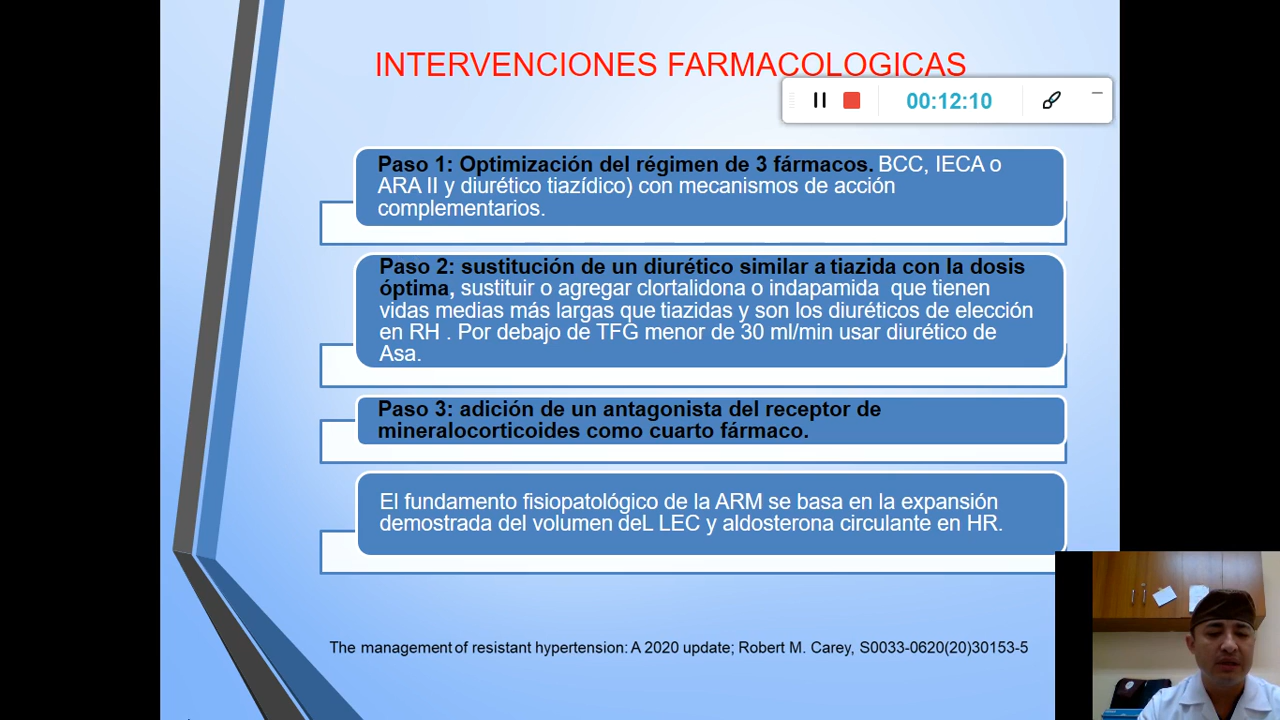 INTERVENCIONES FARMACOLOGICAS
00:12:10
Paso 1: Optimización del régimen de 3 fármacos. BCC, IECA o
ARA II y diurético tiazídico) con mecanismos de acción
complementarios.
Paso 2: sustitución de un diurético similar a tiazida con la dosis
óptima, sustituir o agregar clortalidona o indapamida que tienen
vidas medias más largas que tiazidas y son los diuréticos de elección
en RH . Por debajo de TFG menor de 30 ml/min usar diurético de
Asa.
Paso 3: adición de un antagonista del receptor de
mineralocorticoides como cuarto fármaco.
El fundamento fisiopatológico de la ARM se basa en la expansión
demostrada del volumen deL LEC y aldosterona circulante en HR.
The management of resistant hypertension: A 2020 update; Robert M. Carey, S0033-0620(20)30153-5